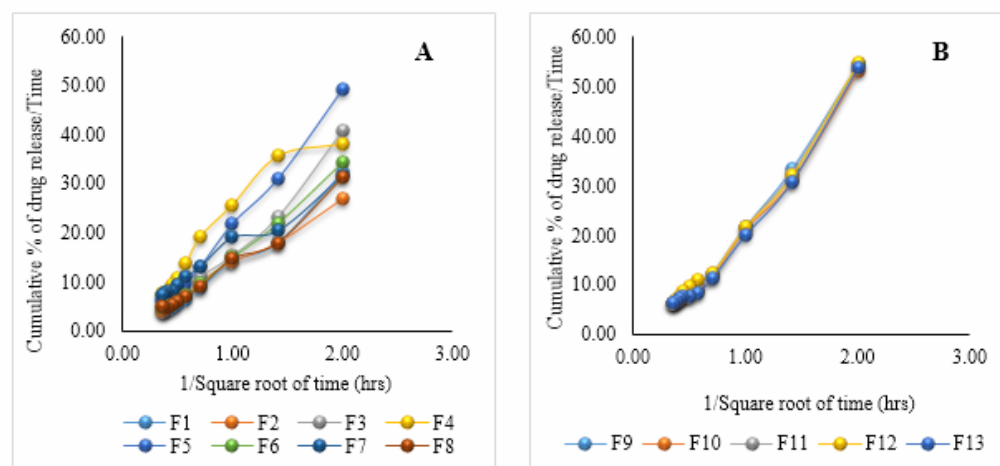 A
Cumulative % of drug release/Time
60.00
50.00
40.00
30.00
20.00
10.00
0.00
0.00 1.00 2.00 3.00
1/Square root of time (hrs)
F1 F2 F3 F4
F5 F6 F7 F8
B
Cumulative % of drug release/Time
60.00
50.00
40.00
30.00
20.00
10.00
0.00
0.00 1.00 2.00 3.00
1/Square root of time (hrs)
F9 F10 F11 F12 F13